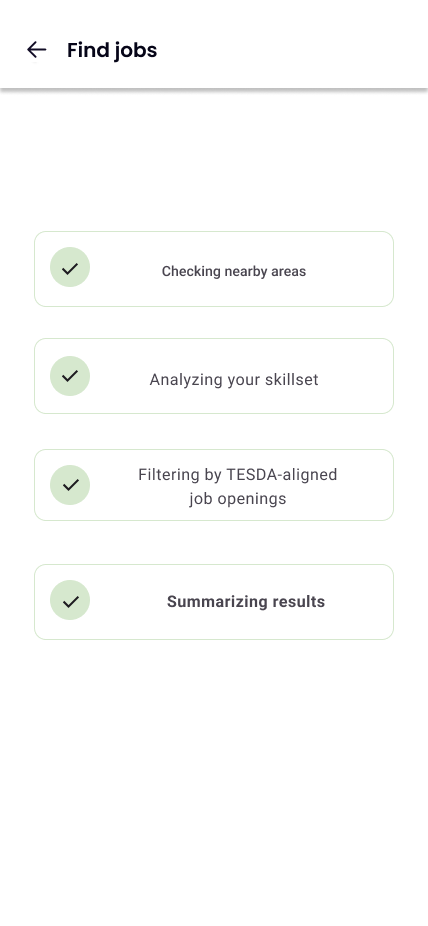 Find jobs
Checking nearby areas
Analyzing your skillset
Filtering by TESDA-aligned
job openings
Summarizing results